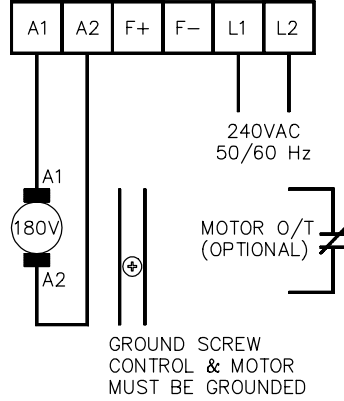 A1 A2 F+ F- L1 L2
240VAC
50/60 Hz
A1
180V
A2
MOTOR O/T
(OPTIONAL)
GROUND SCREW
CONTROL & MOTOR
MUST BE GROUNDED